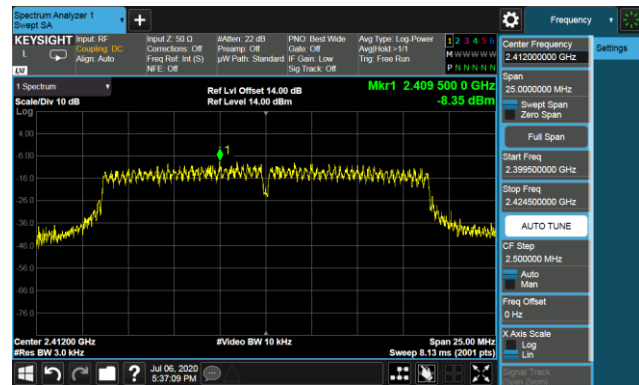 Spectrum Analyzer 1
Swept SA
Frequency
KEYSIGHT
L
LXI
Input: RF
Coupling: DC
Align: Auto
Input Z: 50 Ω
Corrections: Off
Freq Ref: Int (S)
NFE: Off
#Atten: 22 dB
Preamp: Off
µW Path: Standard
PNO: Best Wide
Gate: Off
IF Gain: Low
Sig Track: Off
Avg Type: Log-Power
Avg|Hold:>1/1
Trig: Free Run
1 2 3 4 5 6
M W W W W W
P N N N N N
Center Frequency
2.412000000 GHz
Settings
Span
25.0000000 MHz
Swept Span
Zero Span
Full Span
Start Freq
2.399500000 GHz
Stop Freq
2.424500000 GHz
AUTO TUNE
CF Step
2.500000 MHz
Auto
Man
Freq Offset
0 Hz
X Axis Scale
Log
Lin
Signal Track
(Span Zoom)
1 Spectrum
Scale/Div 10 dB
Log
Ref Lvl Offset 14.00 dB
Ref Level 14.00 dBm
Mkr1 2.409 500 0 GHz
-8.35 dBm
1
4.00
-6.00
-16.0
-26.0
-36.0
-46.0
-56.0
-66.0
-76.0
Center 2.41200 GHz
#Res BW 3.0 kHz
#Video BW 10 kHz
Span 25.00 MHz
Sweep 8.13 ms (2001 pts)
?
Jul 06, 2020
5:37:09 PM